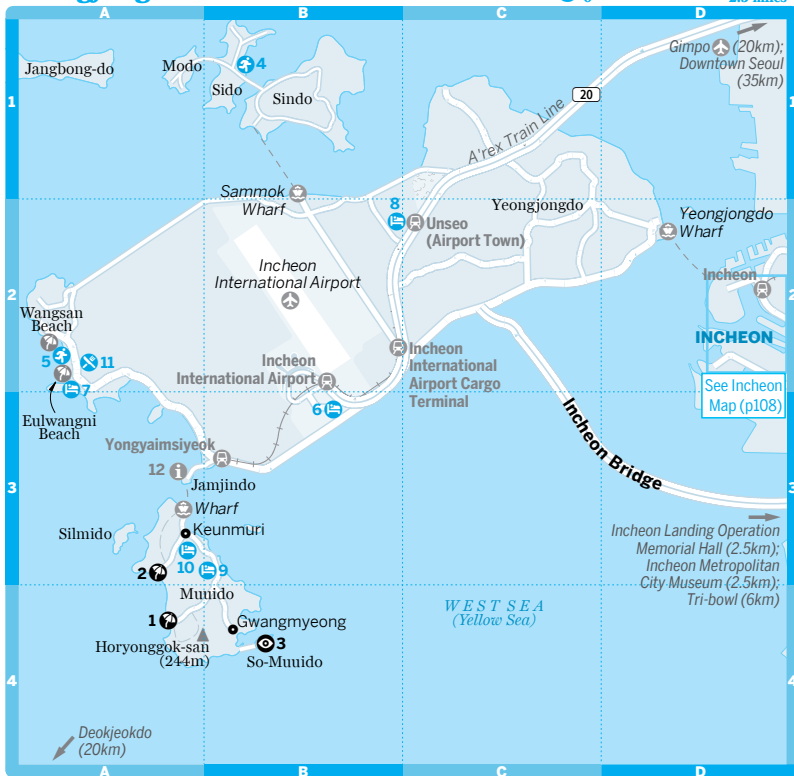 A
B
C
D
Jangbong-do
Modo
4
Sido
Sindo
Gimpo (20km);
Downtown Seoul
(35km)
1
1
20
A'rex Train Line
Sammok
Wharf
8
Unseo
(Airport Town)
Yeongjongdo
Yeongjongdo
Wharf
Incheon
International Airport
Incheon
2
2
Wangsan
Beach
INCHEON
5
11
7
Incheon
International Airport
Incheon
International
Airport Cargo
Terminal
See Incheon
Map (p108)
Eulwangni
Beach
6
Incheon Bridge
Yongyaimsiyeok
12
Jamjindo
3
3
Wharf
Silmido
Keunmuri
Incheon Landing Operation
Memorial Hall (2.5km);
Incheon Metropolitan
City Museum (2.5km);
Tri-bowl (6km)
10
9
2
Muuido
WEST SEA
(Yellow Sea)
1
Gwangmyeong
3
Horyonggok-san
(244m)
So-Muuido
4
4
Deokjeokdo
(20km)
A
B
C
D